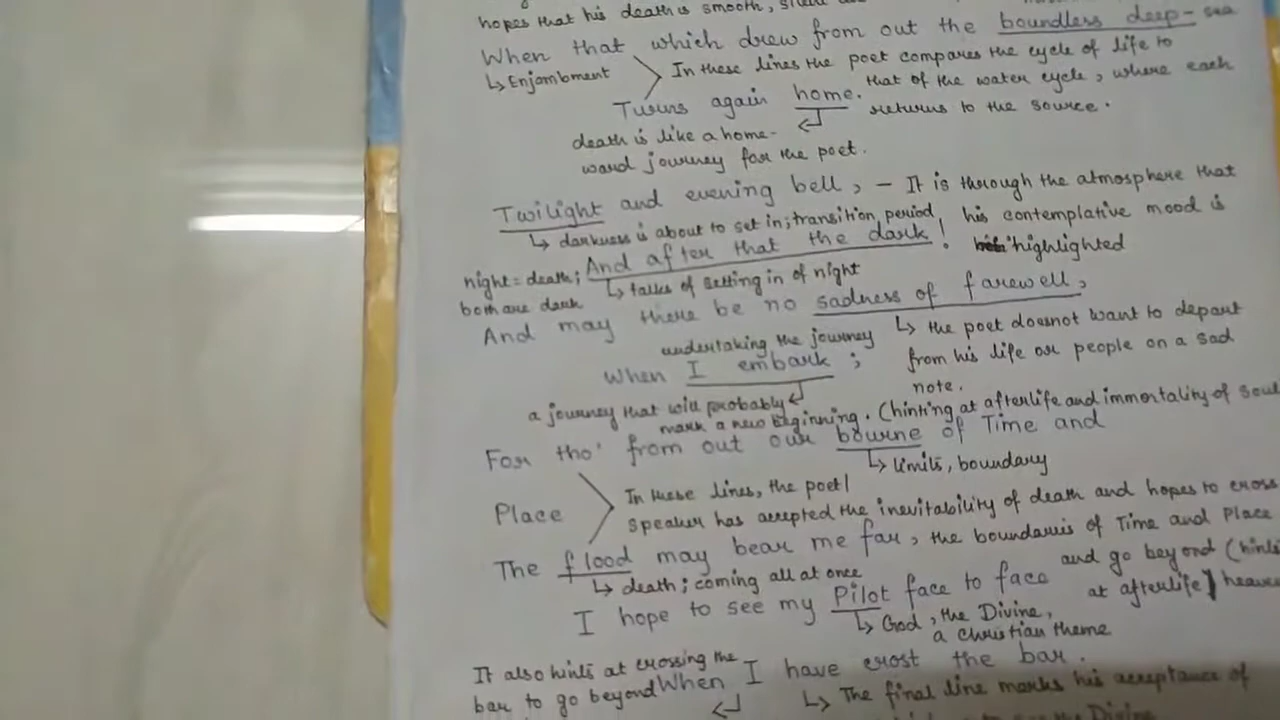 hopes that his death is smooth,
When that which drew from out the boundless deep - sea
↳ Enjambment
In these lines the poet compares the cycle of life to
that of the water cycle, where each
Turns again home. returns to the source.
death is like a home-
ward journey for the poet.
Twilight and evening bell, - It is through the atmosphere that
↳ darkness is about to set in; transition period, his contemplative mood is
night = death; And after that the dark! highlighted
both are dark ↳ talks of setting in of night
And may there be no sadness of farewell,
undertaking the journey ↳ the poet doesnot want to depart
When I embark; from his life or people on a sad
note.
a journey that will probably
mark a new beginning. (hinting at afterlife and immortality of soul
For tho' from out our bourne of Time and
↳ limits, boundary
Place
In these lines, the poet/
speaker has accepted the inevitability of death and hopes to cross
The flood may bear me far, the boundaries of Time and Place
↳ death; coming all at once and go beyond (hints
I hope to see my Pilot face to face at afterlife)
↳ God, the Divine,
a christian theme
It also hints at crossing the
bar to go beyond When I have crost the bar.
↳ The final line marks his acceptance of
the Divine